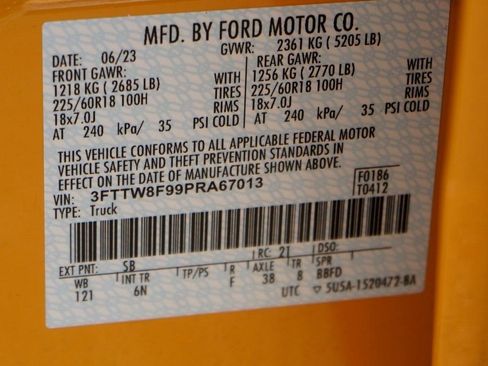 MFD. BY FORD MOTOR CO.
DATE: 06/23 GVWR: 2361 KG ( 5205 LB)
FRONT GAWR: REAR GAWR:
1218 KG ( 2685 LB) 1256 KG ( 2770 LB)
225/60R18 100H TIRES 225/60R18 100H TIRES
18x7.0J RIMS 18x7.0J RIMS
AT 240 kPa/ 35 PSI COLD AT 240 kPa/ 35 PSI COLD
THIS VEHICLE CONFORMS TO ALL APPLICABLE FEDERAL MOTOR
VEHICLE SAFETY AND THEFT PREVENTION STANDARDS IN
EFFECT ON THE DATE OF MANUFACTURE SHOWN ABOVE.
VIN: 3FTTW8F99PRA67013 F0186
TYPE: Truck T0412
EXT PNT: SB RC: 21 DSO:
WB INT TR TP/PS R AXLE TR SPR
121 6N F 38 8 BBFD
UTC ▽ 5U5A-1520472-BA